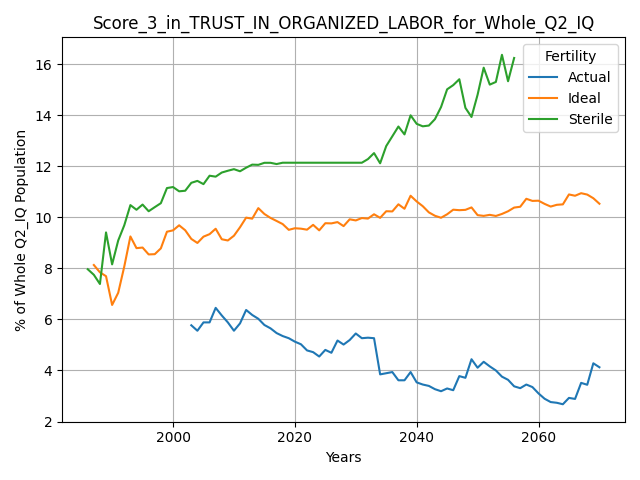 Score_3_in_TRUST_IN_ORGANIZED_LABOR_for_Whole_Q2_IQ
% of Whole Q2_IQ Population
16
14
12
10
8
6
4
2
2000 2020 2040 2060
Years
Fertility
Actual
Ideal
Sterile